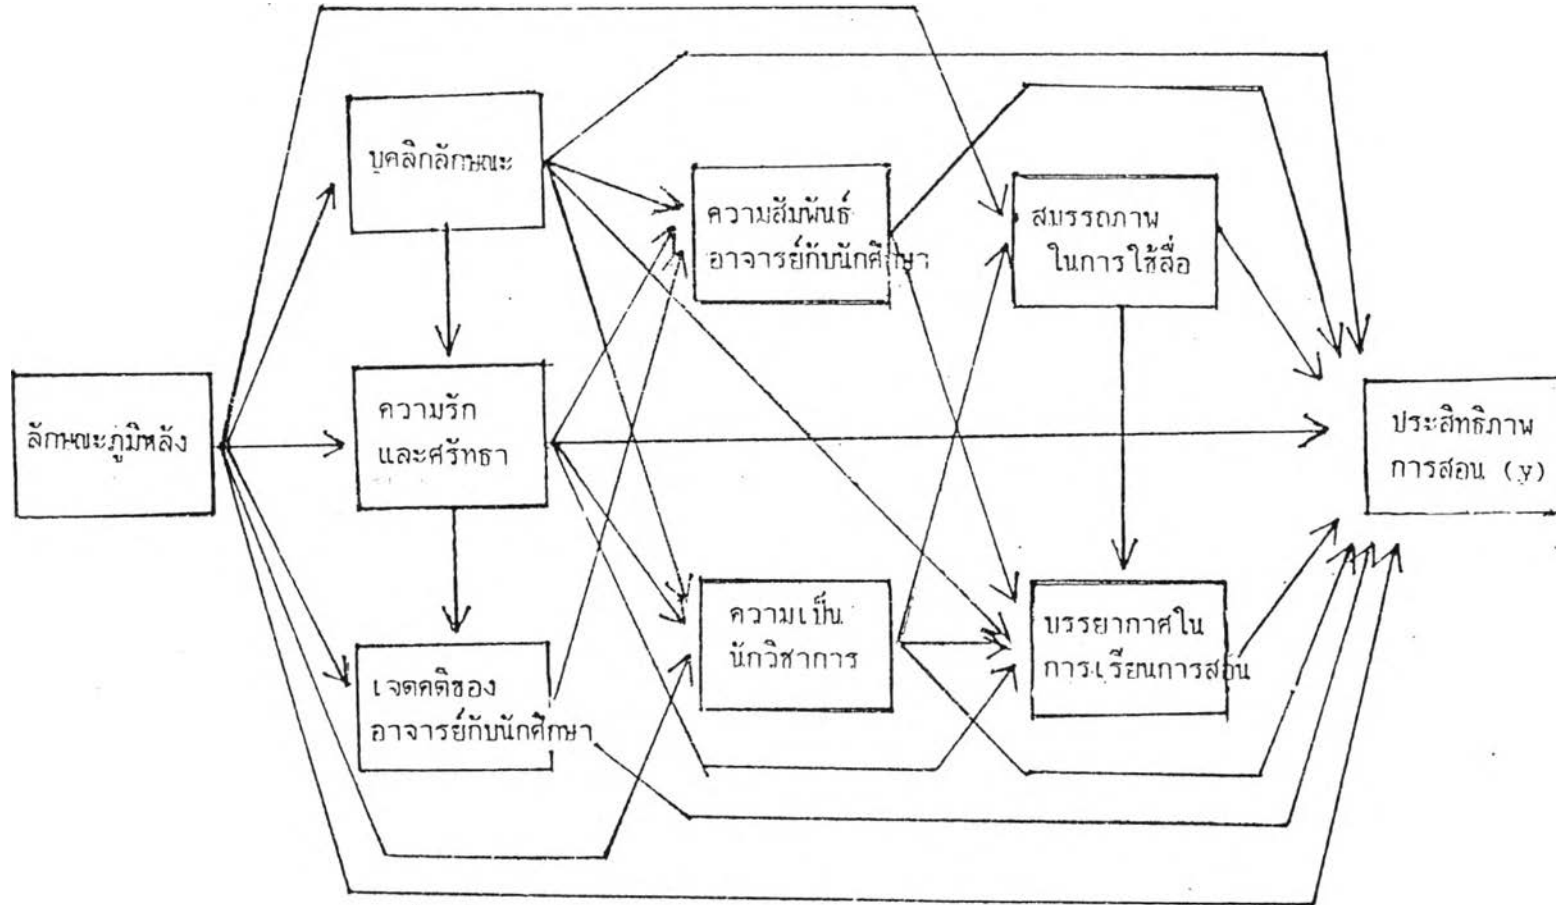 บุคลิกลักษณะ
ความสัมพันธ์
อาจารย์กับนักศึกษา
สมรรถภาพ
ในการใช้สื่อ
ลักษณะภูมิหลัง
ความรัก
และศรัทธา
ประสิทธิภาพ
การสอน (y)
เจตคติของ
อาจารย์กับนักศึกษา
ความเป็น
นักวิชาการ
บรรยากาศใน
การเรียนการสอน